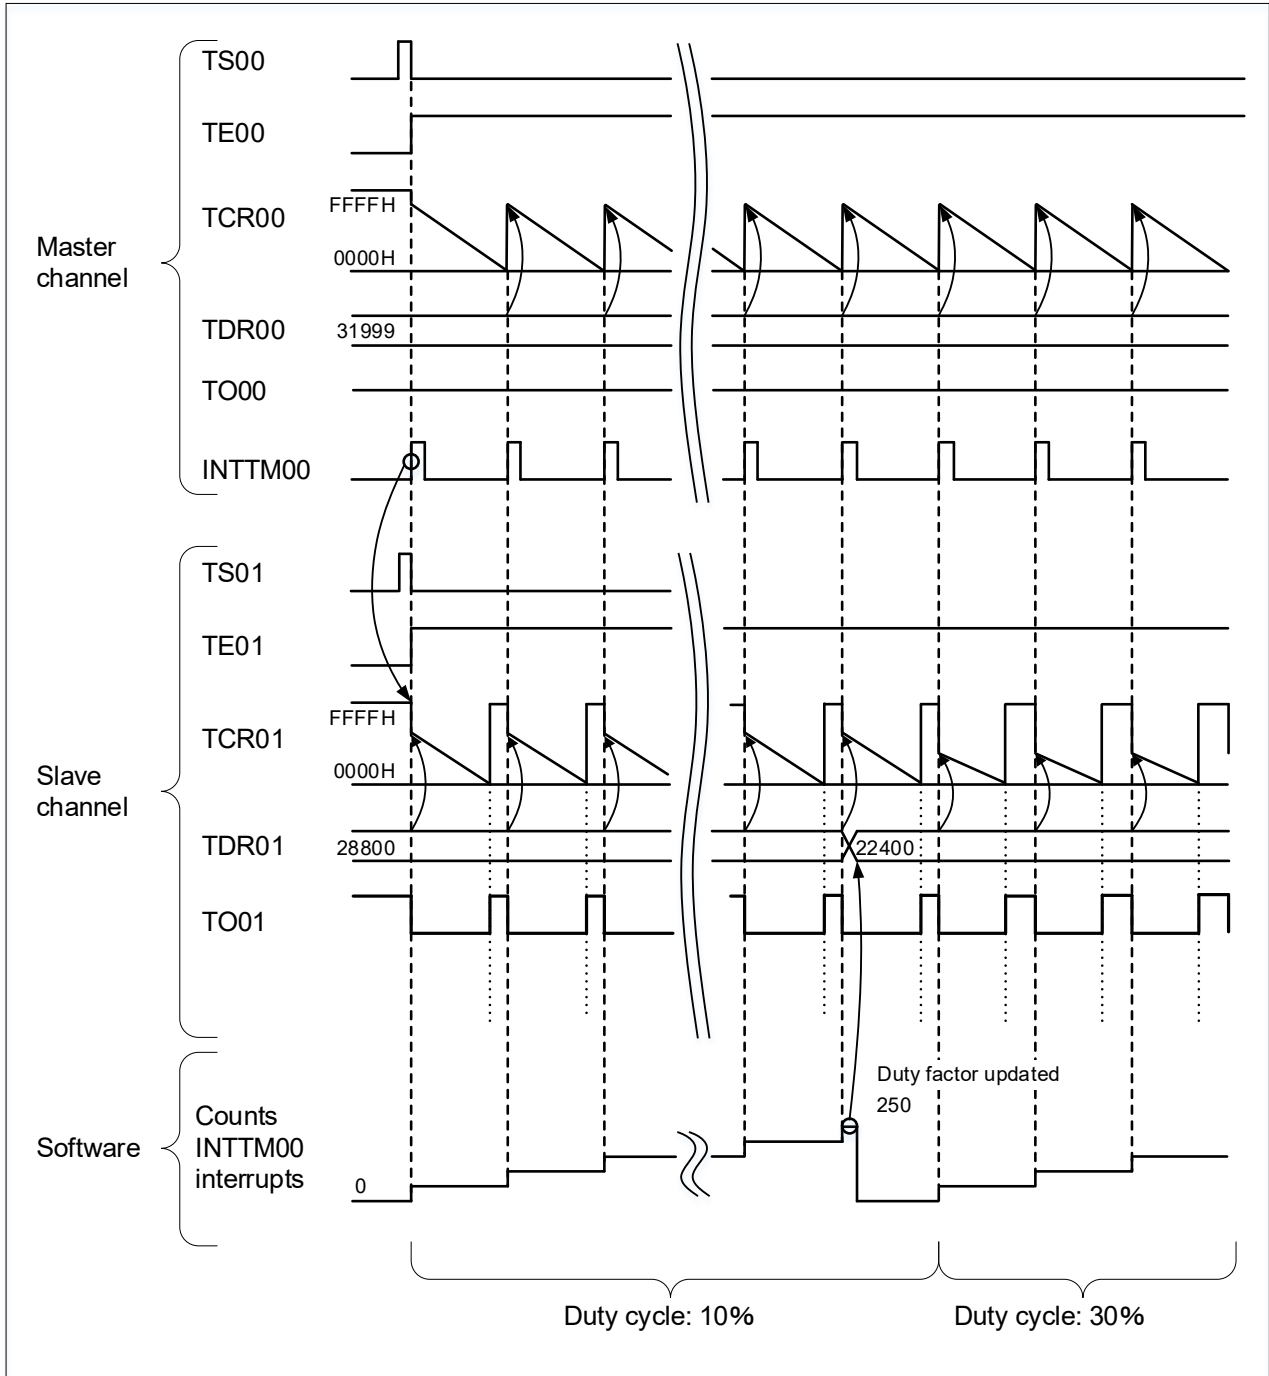 TS00
TE00
TCR00
FFFFH
0000H
Master
channel
TDR00
31999
TO00
INTTM00
TS01
TE01
TCR01
FFFFH
0000H
Slave
channel
TDR01
28800
22400
TO01
Duty factor updated
250
Software
Counts
INTTM00
interrupts
0
Duty cycle: 10%
Duty cycle: 30%